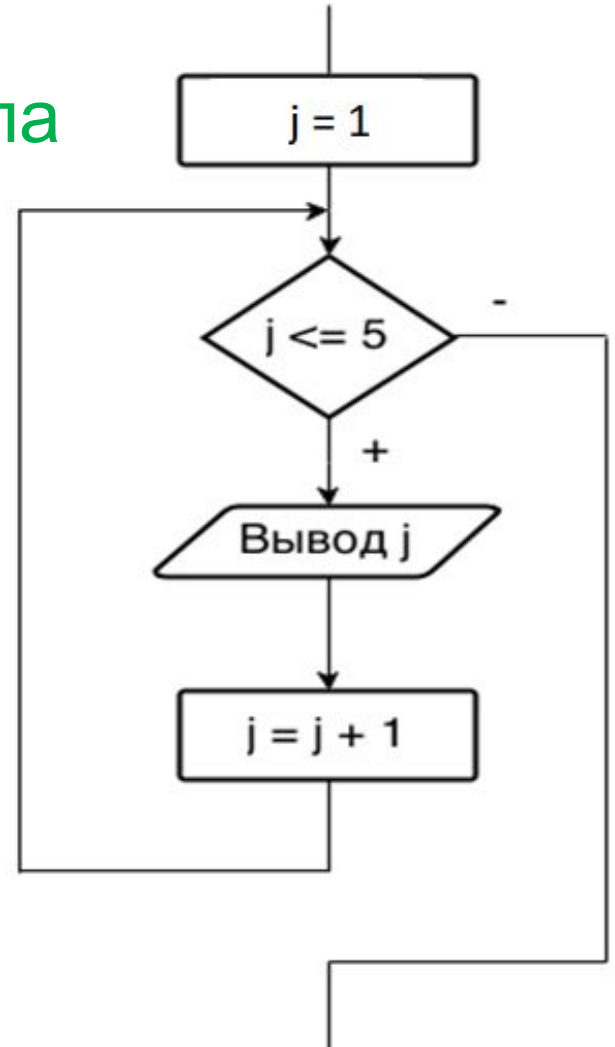 j = 1
j <= 5
-
+
Вывод j
j = j + 1